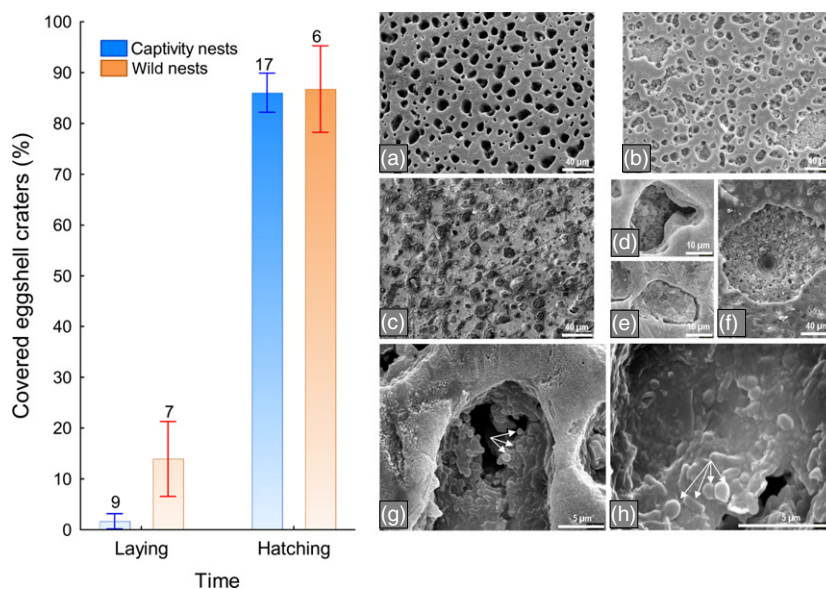 Covered eggshell craters (%)
100
90
80
70
60
50
40
30
20
10
0
Captivity nests
Wild nests
9
7
17
6
Laying
Hatching
Time
(a)
40 µm
(b)
40 µm
(c)
40 µm
(d)
10 µm
(e)
10 µm
(f)
40 µm
(g)
5 µm
(h)
5 µm